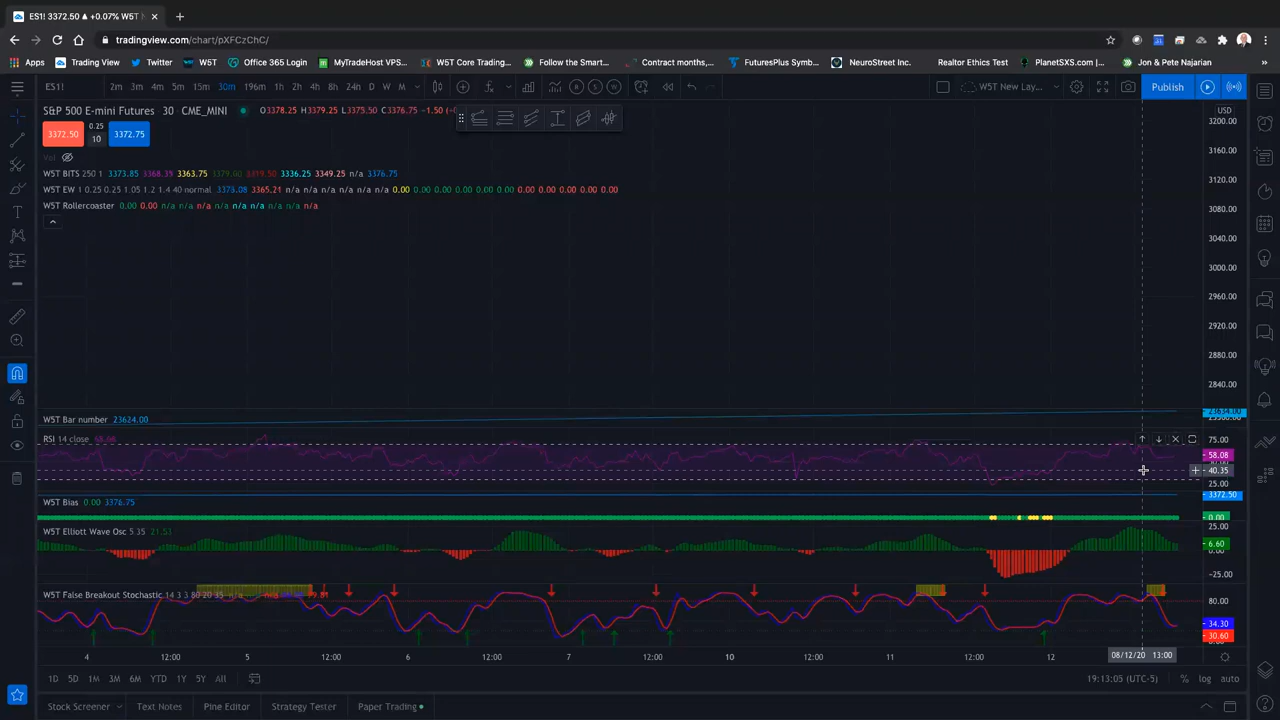 ES1! 3372.50 ▲ +0.07% W5T
tradingview.com/chart/pXFCzChC/
Apps Trading View Twitter W5T Office 365 Login MyTradeHost VPS... W5T Core Trading... Follow the Smart... Contract months,... FuturesPlus Symb... NeuroStreet Inc. Realtor Ethics Test PlanetSXS.com |... Jon & Pete Najarian »
ES1! 2m 3m 4m 5m 15m 30m 196m 1h 2h 4h 8h 24h D W M W5T New Lay... Publish
S&P 500 E-mini Futures 30 CME_MINI O3378.25 H3379.25 L3375.50 C3376.75 −1.50
USD
3372.50 0.25 10 3372.75
Vol
W5T BITS 250 1 3373.85 3368.39 3363.75 3379.00 3319.50 3336.25 3349.25 n/a 3376.75
W5T EW 1 0.25 0.25 1.05 1.2 1.4 40 normal 3373.08 3365.21 n/a n/a n/a n/a n/a n/a 0.00 0.00 0.00 0.00 0.00 0.00 0.00 0.00 0.00 0.00 0.00
W5T Rollercoaster 0.00 0.00 n/a n/a n/a n/a n/a n/a n/a n/a
3200.00
3160.00
3120.00
3080.00
3040.00
3000.00
2960.00
2920.00
2880.00
2840.00
W5T Bar number 23624.00
RSI 14 close
75.00
58.08
40.35
25.00
3372.50
W5T Bias 0.00 3376.75
0.00
25.00
W5T Elliott Wave Osc 5 35 21.53
6.60
0.00
−25.00
W5T False Breakout Stochastic 14 3 3 80 20 35 n/a
80.00
34.30
30.60
4 12:00 5 12:00 6 12:00 7 12:00 10 12:00 11 12:00 12 08/12/20 13:00
1D 5D 1M 3M 6M YTD 1Y 5Y All 19:13:05 (UTC-5) % log auto
Stock Screener Text Notes Pine Editor Strategy Tester Paper Trading